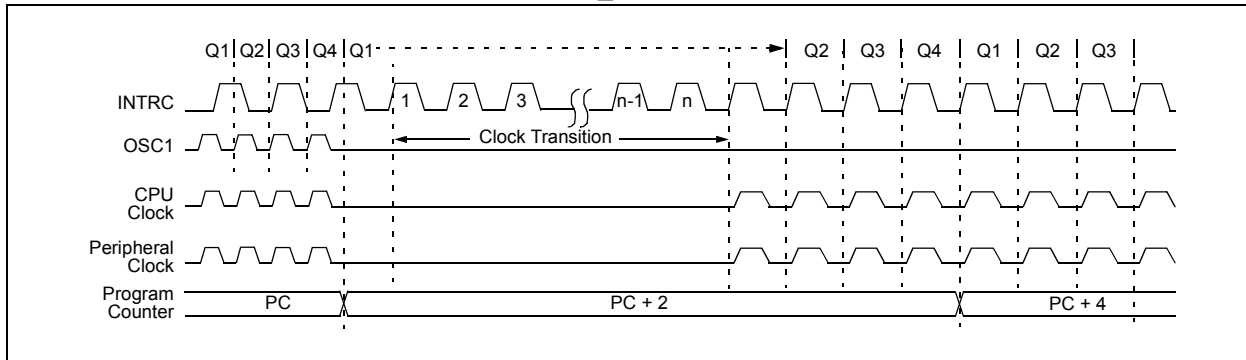 Q1 Q2 Q3 Q4 Q1 Q2 Q3 Q4 Q1 Q2 Q3
INTRC 1 2 3 n-1 n
Clock Transition
OSC1
CPU
Clock
Peripheral
Clock
Program
Counter
PC PC + 2 PC + 4